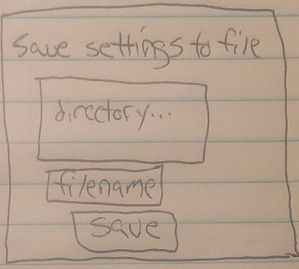 Save settings to file
directory...
filename
save